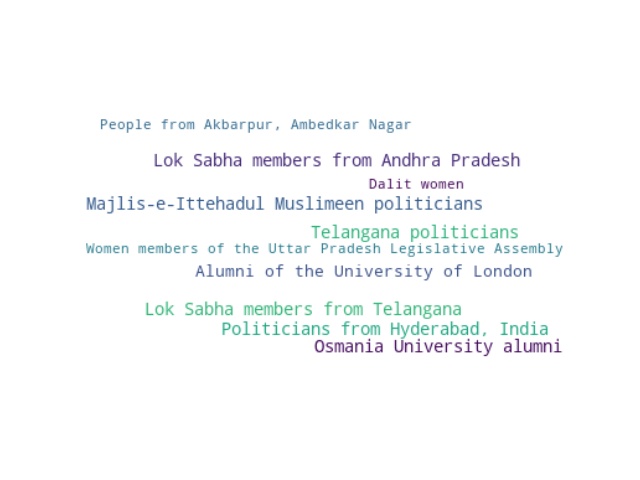 People from Akbarpur, Ambedkar Nagar
Lok Sabha members from Andhra Pradesh
Dalit women
Majlis-e-Ittehadul Muslimeen politicians
Telangana politicians
Women members of the Uttar Pradesh Legislative Assembly
Alumni of the University of London
Lok Sabha members from Telangana
Politicians from Hyderabad, India
Osmania University alumni